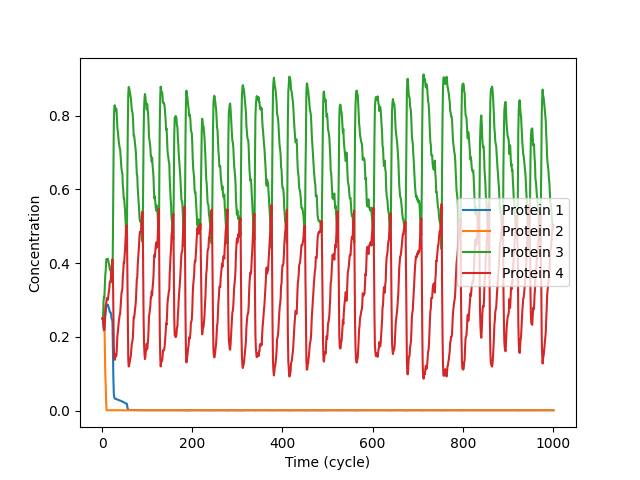 0.8
0.6
0.4
0.2
0.0
Concentration
Protein 1
Protein 2
Protein 3
Protein 4
0 200 400 600 800 1000
Time (cycle)